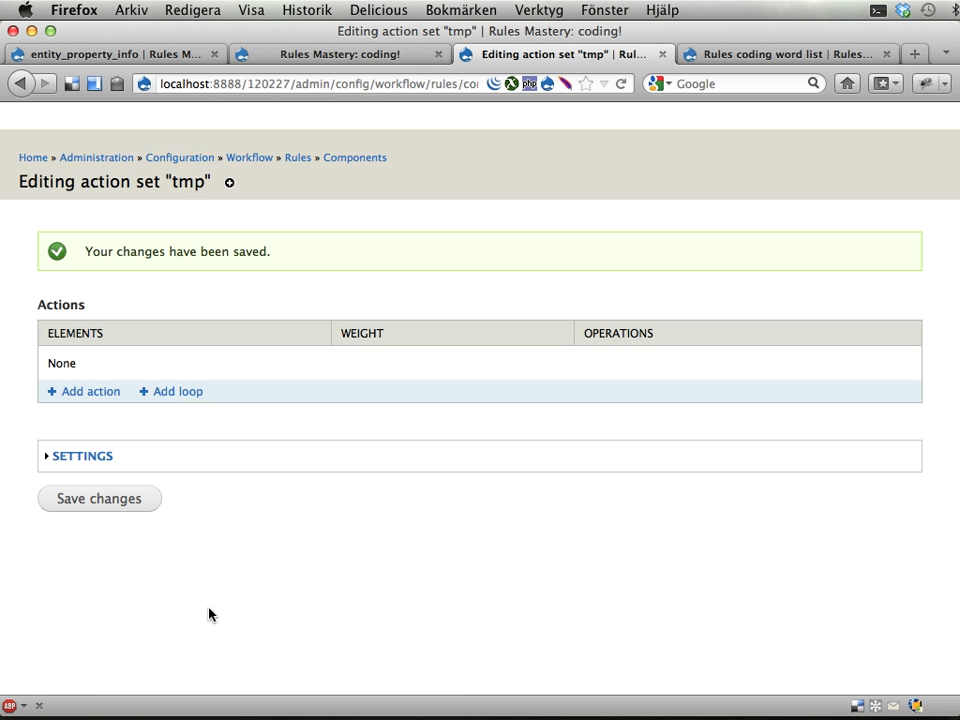 Firefox Arkiv Redigera Visa Historik Delicious Bokmärken Verktyg Fönster Hjälp
Editing action set "tmp" | Rules Mastery: coding!
entity_property_info | Rules M... Rules Mastery: coding! Editing action set "tmp" | Rul... Rules coding word list | Rules...
localhost:8888/120227/admin/config/workflow/rules/coi php Google
Home » Administration » Configuration » Workflow » Rules » Components
Editing action set "tmp"
Your changes have been saved.
Actions
ELEMENTS WEIGHT OPERATIONS
None
Add action Add loop
SETTINGS
Save changes
ABP